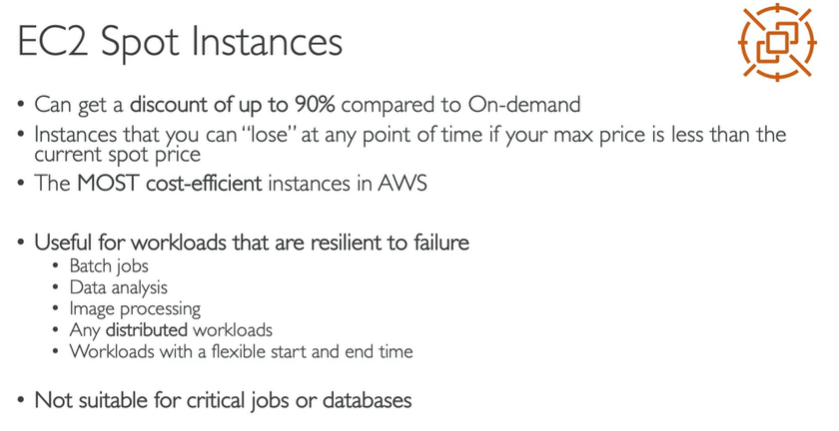 EC2 Spot Instances
• Can get a discount of up to 90% compared to On-demand
• Instances that you can “lose” at any point of time if your max price is less than the
current spot price
• The MOST cost-efficient instances in AWS
• Useful for workloads that are resilient to failure
• Batch jobs
• Data analysis
• Image processing
• Any distributed workloads
• Workloads with a flexible start and end time
• Not suitable for critical jobs or databases